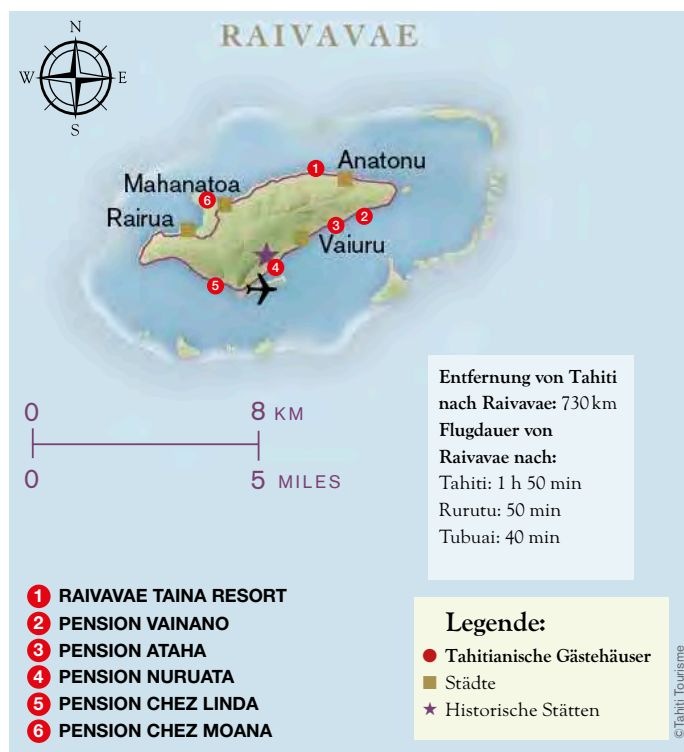 RAIVAVAE
N
W
E
S
1
Anatonu
Mahanatoa
6
2
Rairua
3
Vaiuru
4
5
0
8 KM
0
5 MILES
Entfernung von Tahiti
nach Raivavae: 730 km
Flugdauer von
Raivavae nach:
Tahiti: 1 h 50 min
Rurutu: 50 min
Tubuai: 40 min
1 RAIVAVAE TAINA RESORT
2 PENSION VAINANO
3 PENSION ATAHA
4 PENSION NURUATA
5 PENSION CHEZ LINDA
6 PENSION CHEZ MOANA
Legende:
Tahitianische Gästehäuser
Städte
Historische Stätten
©Tahiti Tourisme